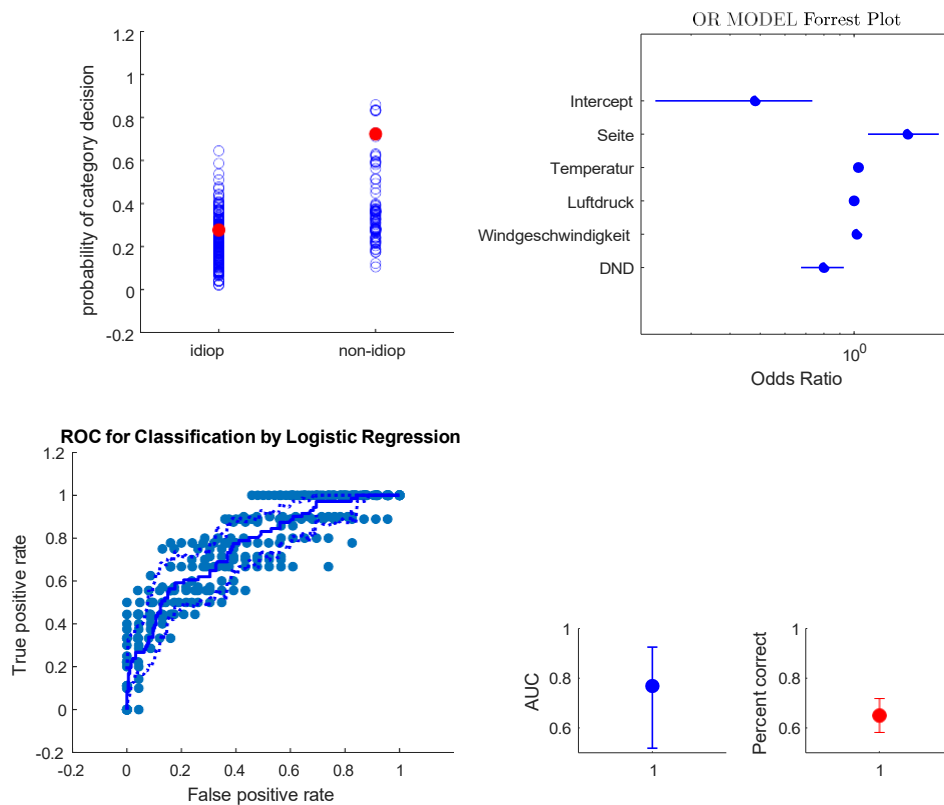 1.2
1
0.8
0.6
0.4
0.2
0
-0.2
probability of category decision
idiop
non-idiop
OR MODEL Forrest Plot
Intercept
Seite
Temperatur
Luftdruck
Windgeschwindigkeit
DND
10^0
Odds Ratio
ROC for Classification by Logistic Regression
1.2
1
0.8
0.6
0.4
0.2
0
-0.2
True positive rate
-0.2
0
0.2
0.4
0.6
0.8
1
False positive rate
1
0.8
0.6
AUC
1
1
0.8
0.6
Percent correct
1